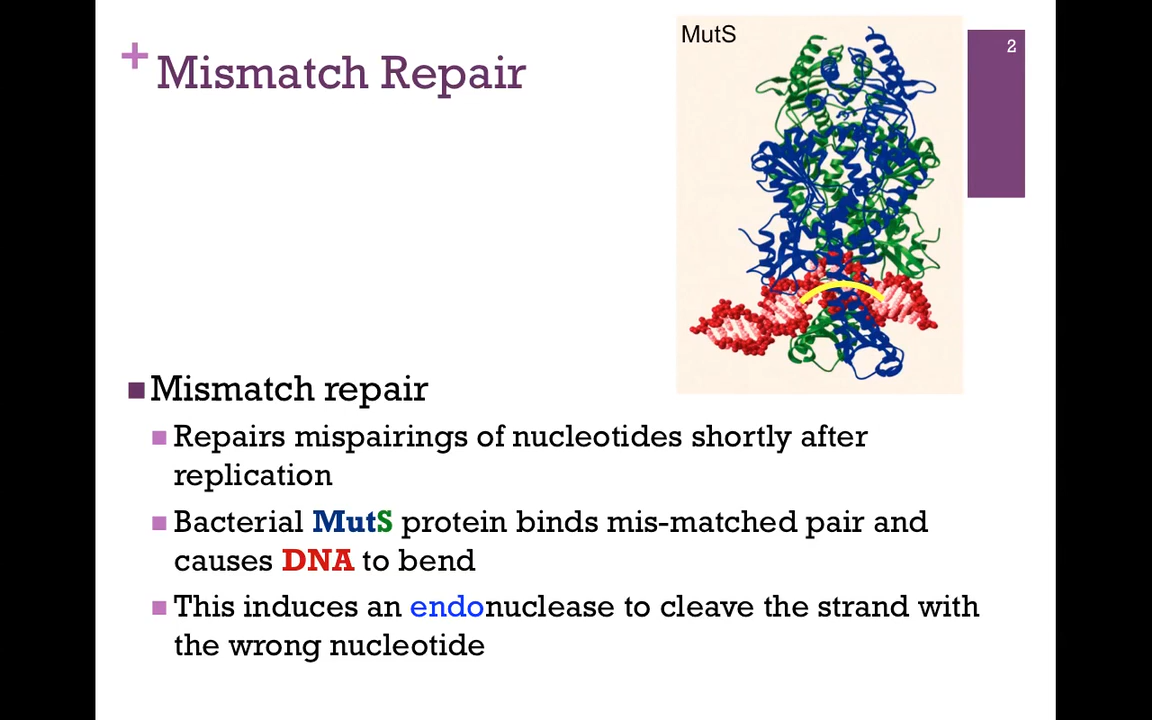 MutS
2
+ Mismatch Repair
Mismatch repair
Repairs mispairings of nucleotides shortly after
replication
Bacterial MutS protein binds mis-matched pair and
causes DNA to bend
This induces an endonuclease to cleave the strand with
the wrong nucleotide